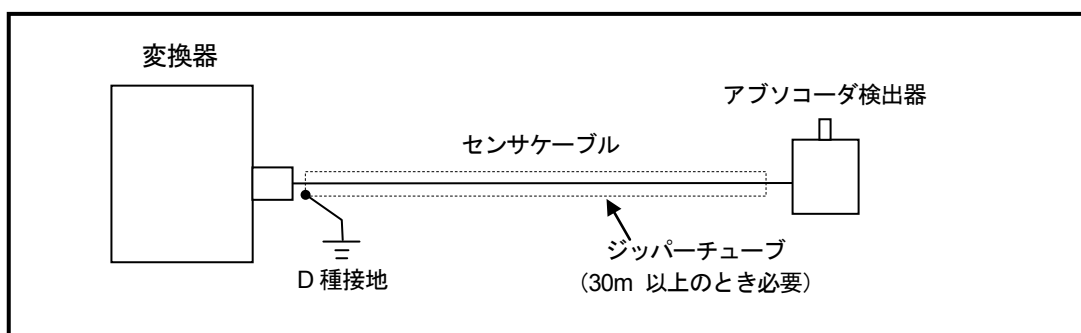 変換器
アブソコーダ検出器
センサケーブル
ジッパーチューブ
D 種接地
（30m 以上のとき必要）